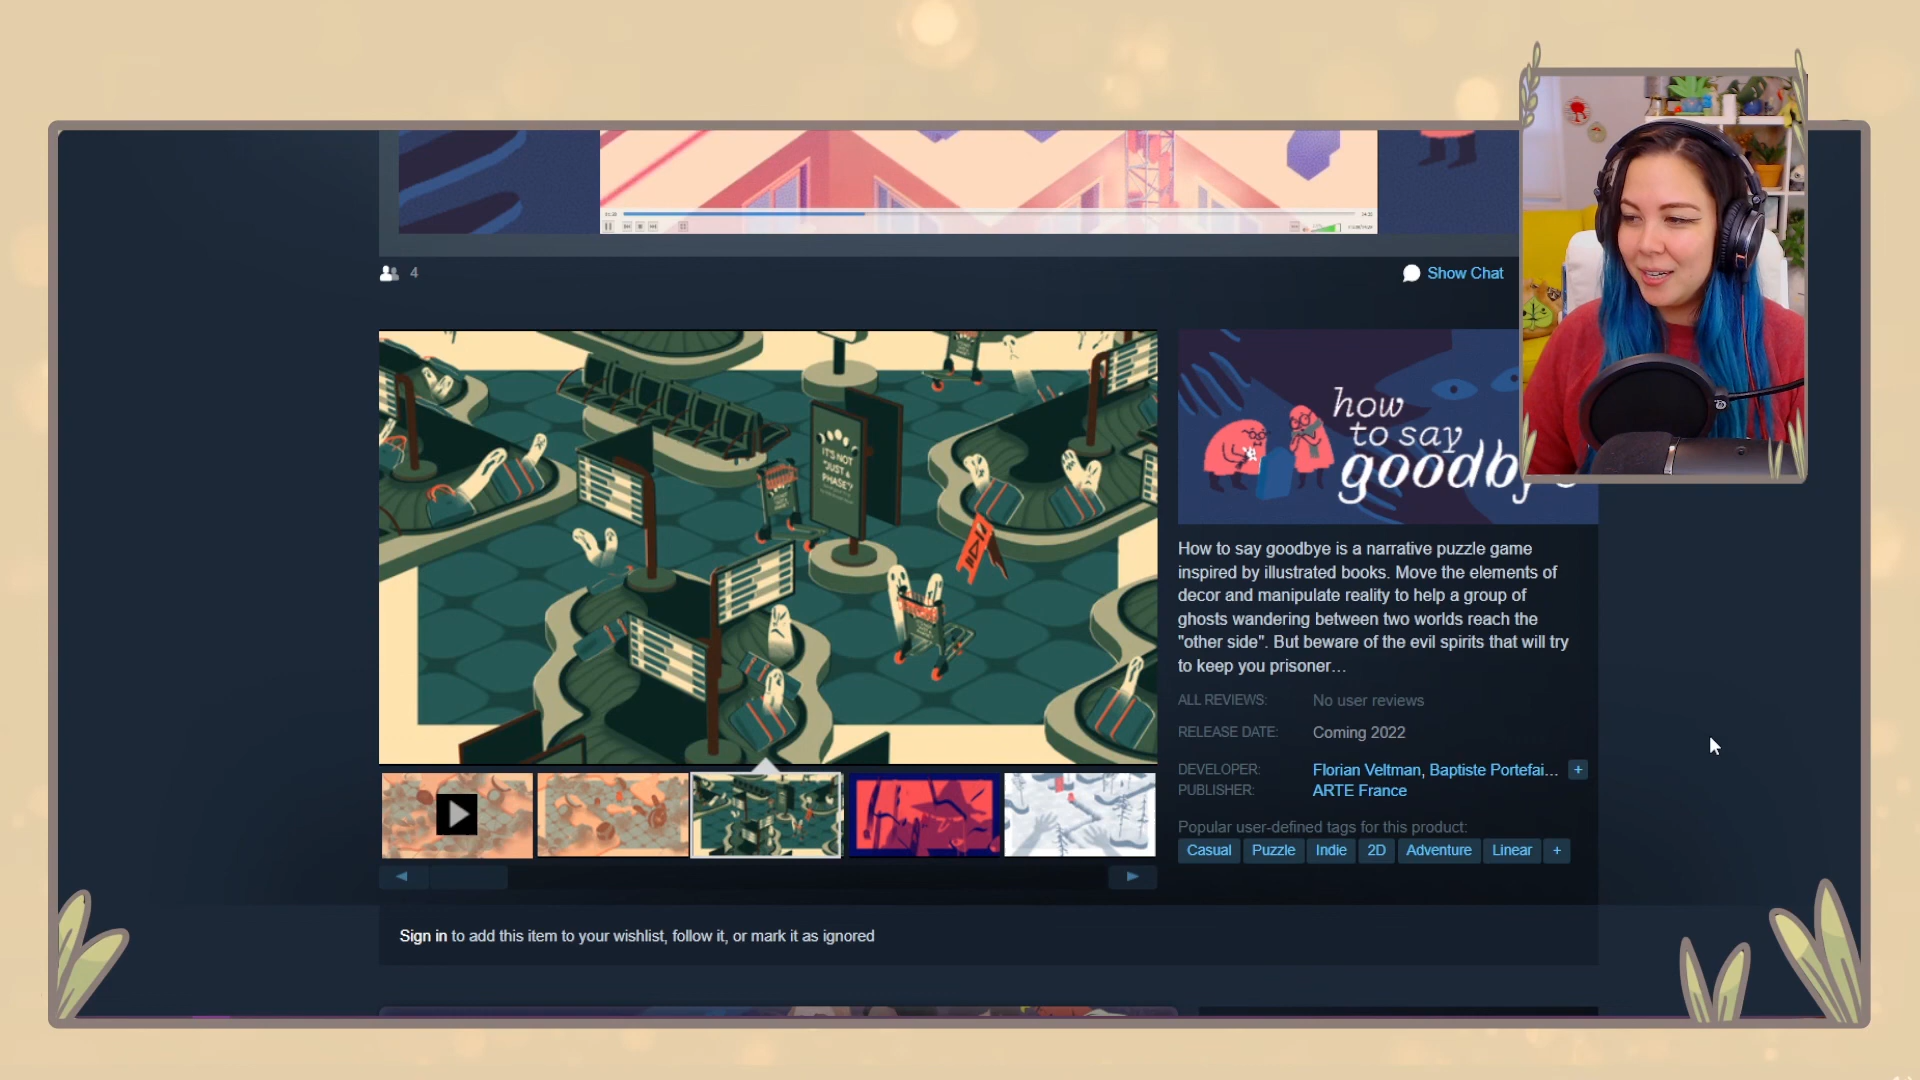 4
Show Chat
IT'S NOT
"JUST A
PHASE"!
how
to say
goodb
How to say goodbye is a narrative puzzle game
inspired by illustrated books. Move the elements of
decor and manipulate reality to help a group of
ghosts wandering between two worlds reach the
"other side". But beware of the evil spirits that will try
to keep you prisoner…
ALL REVIEWS: No user reviews
RELEASE DATE: Coming 2022
DEVELOPER: Florian Veltman, Baptiste Portefai... +
PUBLISHER: ARTE France
Popular user-defined tags for this product:
Casual Puzzle Indie 2D Adventure Linear +
Sign in to add this item to your wishlist, follow it, or mark it as ignored